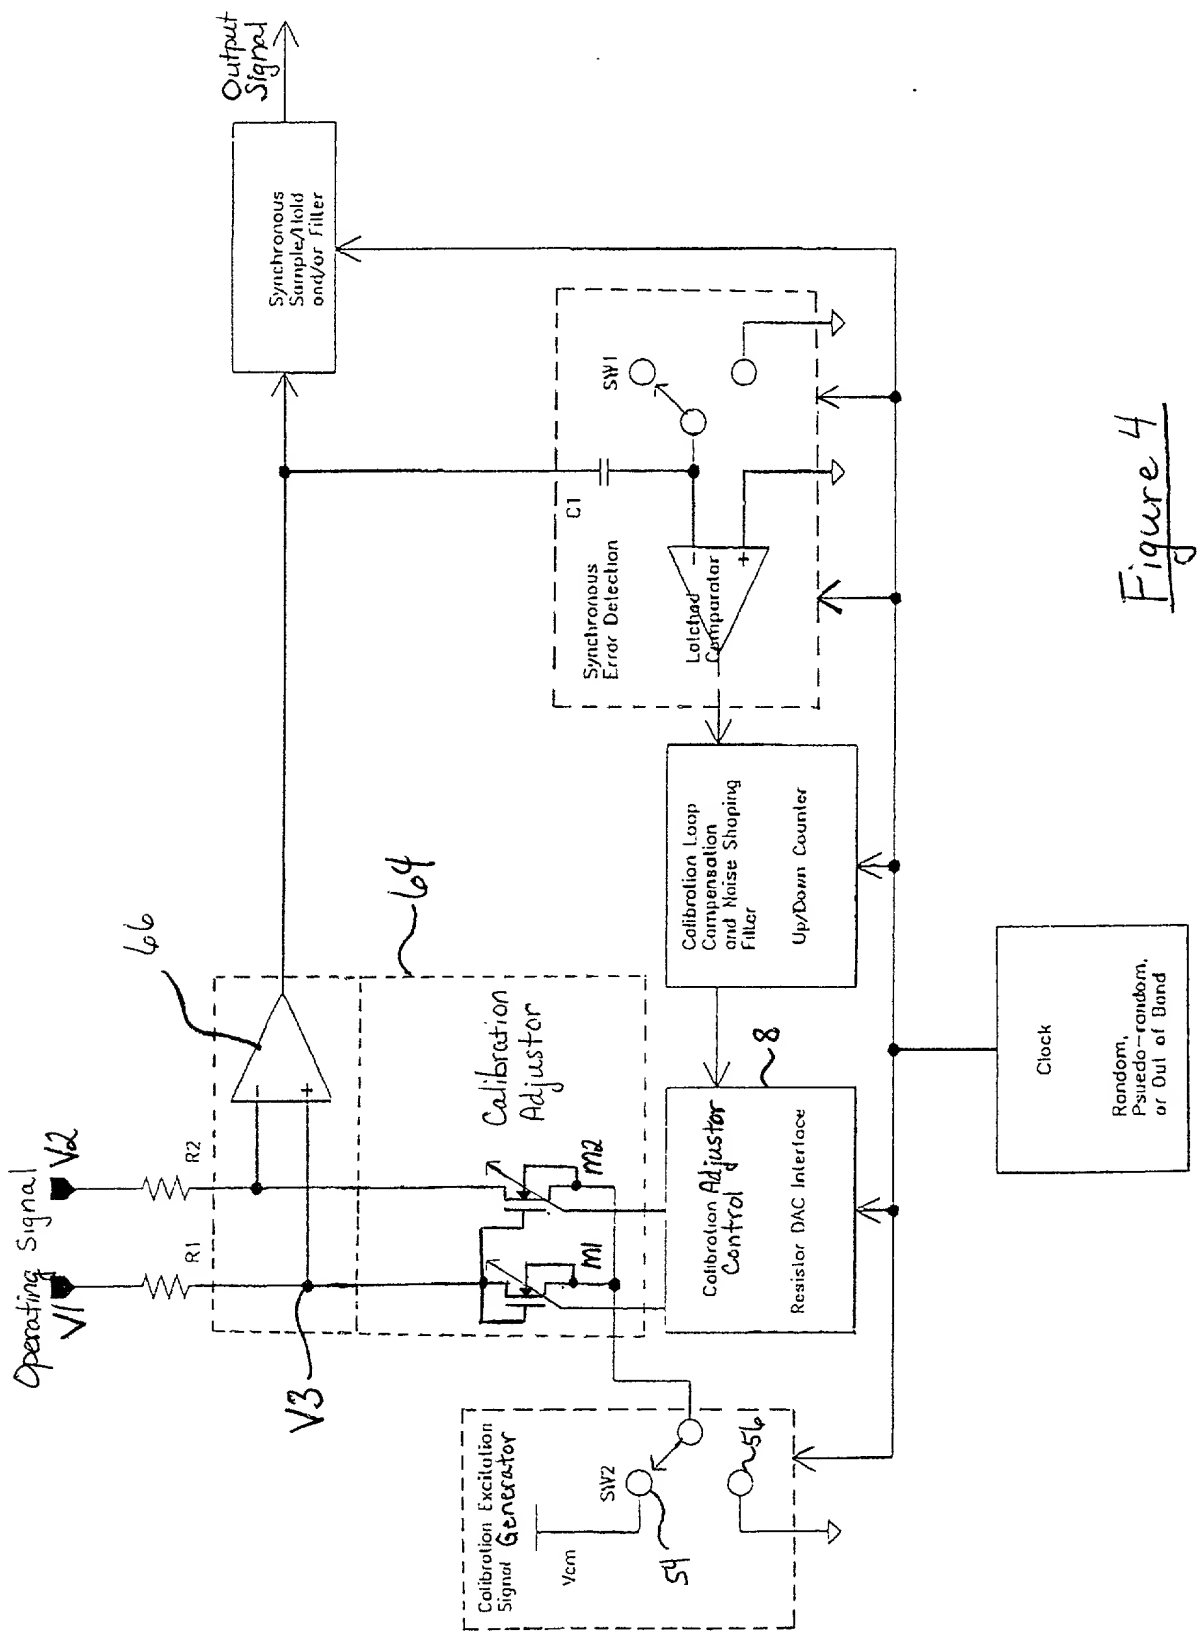 Operating Signal
V1
V2
R1
R2
66
V3
64
Calibration
Adjustor
M1
M2
Output
Signal
Synchronous
Sample/Hold
and/or Filter
Calibration Excitation
Signal Generator
Vcm
SW2
54
56
Calibration Adjustor
Control
Resistor DAC Interface
8
Calibration Loop
Compensation
and Noise Shaping
Filter
Up/Down Counter
Synchronous
Error Detection
C1
SW1
Latched
Comparator
-
+
-
+
Clock
Random,
Psuedo-random,
or Out of Band
Figure 4